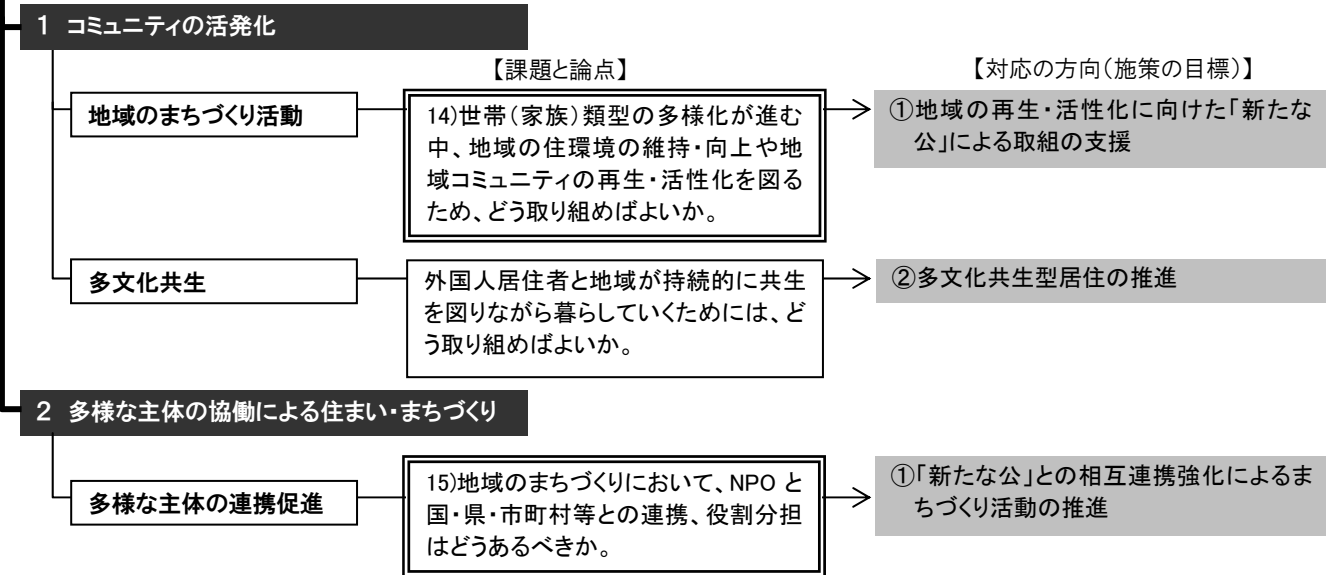 1 コミュニティの活発化
【課題と論点】
【対応の方向(施策の目標)】
地域のまちづくり活動
14)世帯(家族)類型の多様化が進む
中、地域の住環境の維持・向上や地
域コミュニティの再生・活性化を図る
ため、どう取り組めばよいか。
①地域の再生・活性化に向けた「新たな
公」による取組の支援
多文化共生
外国人居住者と地域が持続的に共生
を図りながら暮らしていくためには、ど
う取り組めばよいか。
②多文化共生型居住の推進
2 多様な主体の協働による住まい・まちづくり
多様な主体の連携促進
15)地域のまちづくりにおいて、NPO と
国・県・市町村等との連携、役割分担
はどうあるべきか。
①「新たな公」との相互連携強化によるま
ちづくり活動の推進